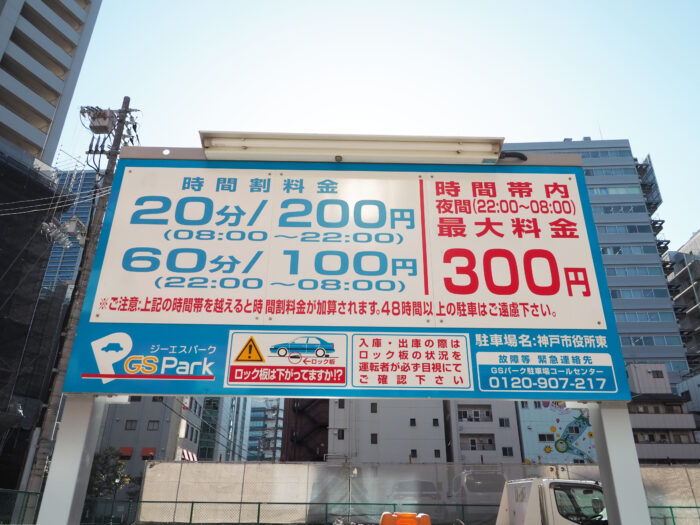 時間割料金
20分/200円
(08:00~22:00)
60分/100円
(22:00~08:00)
時間帯内
夜間(22:00~08:00)
最大料金
300円
※ご注意:上記の時間帯を越えると時間割料金が加算されます。48時間以上の駐車はご遠慮下さい。
ジーエスパーク
GS Park
←ロック板
ロック板は下がってますか!?
入庫・出庫の際は
ロック板の状況を
運転者が必ず目視にて
ご確認下さい
駐車場名:神戸市役所東
故障等 緊急連絡先
GSパーク駐車場コールセンター
0120-907-217